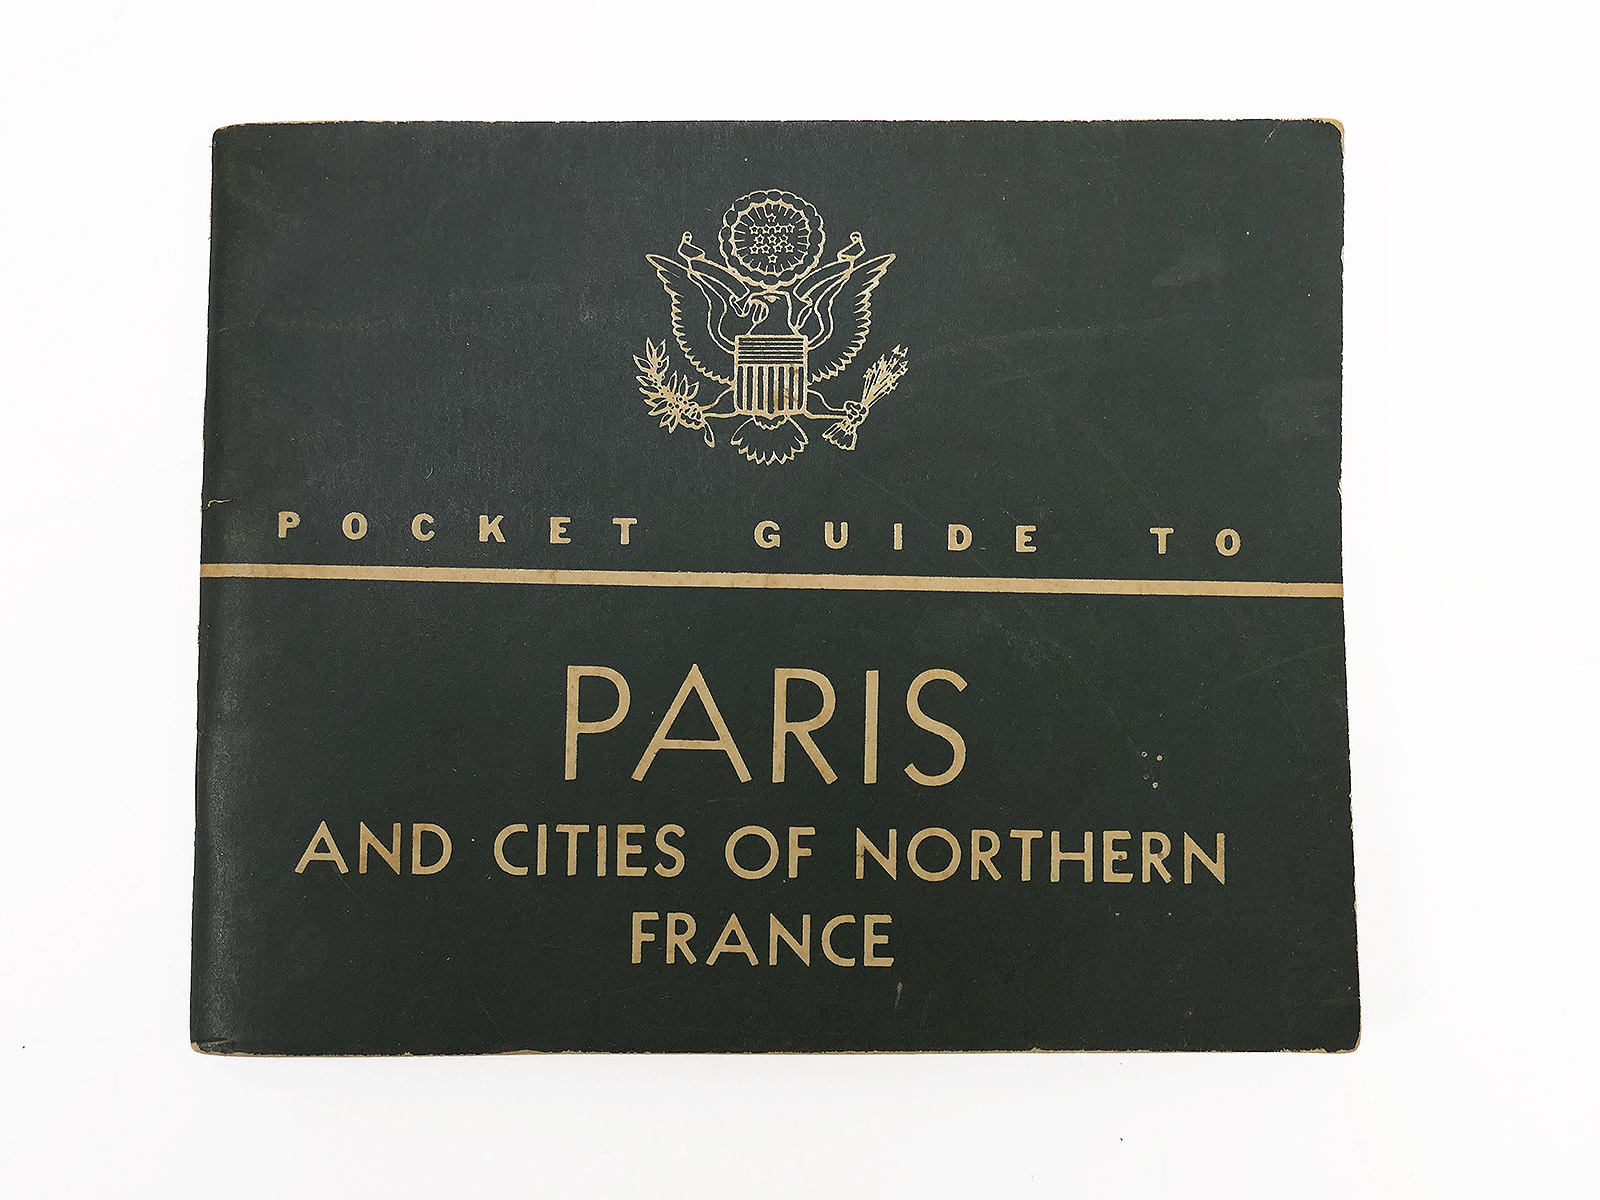 POCKET GUIDE TO
PARIS
AND CITIES OF NORTHERN
FRANCE